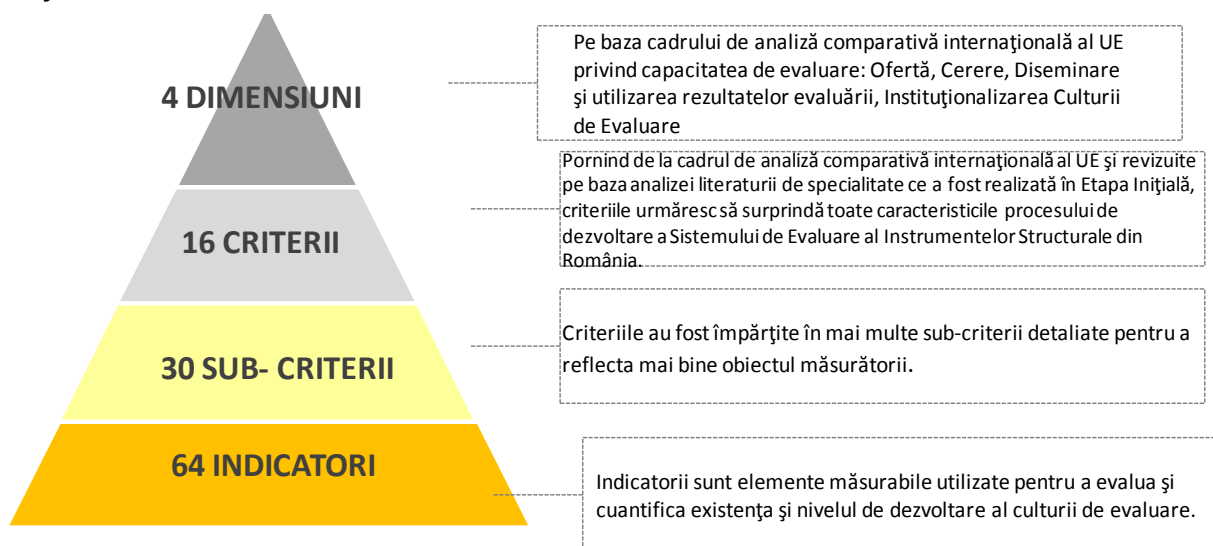 4 DIMENSIUNI
Pe baza cadrului de analiză comparativă internaţională al UE
privind capacitatea de evaluare: Ofertă, Cerere, Diseminare
şi utilizarea rezultatelor evaluării, Instituţionalizarea Culturii
de Evaluare
16 CRITERII
Pornind de la cadrul de analiză comparativă internaţională al UE şi revizuite
pe baza analizei literaturii de specialitate ce a fost realizată în Etapa Iniţială,
criteriile urmăresc să surprindă toate caracteristicile procesului de
dezvoltare a Sistemului de Evaluare al Instrumentelor Structurale din
România.
30 SUB- CRITERII
Criteriile au fost împărţite în mai multe sub-criterii detaliate pentru a
reflecta mai bine obiectul măsurătorii.
64 INDICATORI
Indicatorii sunt elemente măsurabile utilizate pentru a evalua şi
cuantifica existenţa şi nivelul de dezvoltare al culturii de evaluare.